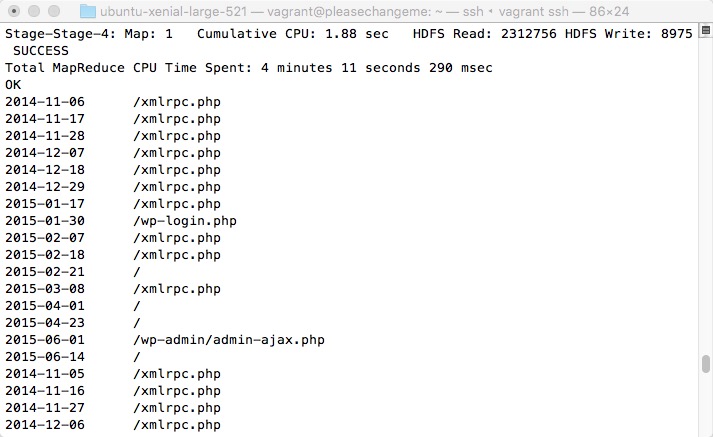 ubuntu-xenial-large-521 — vagrant@pleasechangeme: ~ — ssh • vagrant ssh — 86×24
Stage-Stage-4: Map: 1   Cumulative CPU: 1.88 sec   HDFS Read: 2312756 HDFS Write: 8975
 SUCCESS
Total MapReduce CPU Time Spent: 4 minutes 11 seconds 290 msec
OK
2014-11-06      /xmlrpc.php
2014-11-17      /xmlrpc.php
2014-11-28      /xmlrpc.php
2014-12-07      /xmlrpc.php
2014-12-18      /xmlrpc.php
2014-12-29      /xmlrpc.php
2015-01-17      /xmlrpc.php
2015-01-30      /wp-login.php
2015-02-07      /xmlrpc.php
2015-02-18      /xmlrpc.php
2015-02-21      /
2015-03-08      /xmlrpc.php
2015-04-01      /
2015-04-23      /
2015-06-01      /wp-admin/admin-ajax.php
2015-06-14      /
2014-11-05      /xmlrpc.php
2014-11-16      /xmlrpc.php
2014-11-27      /xmlrpc.php
2014-12-06      /xmlrpc.php